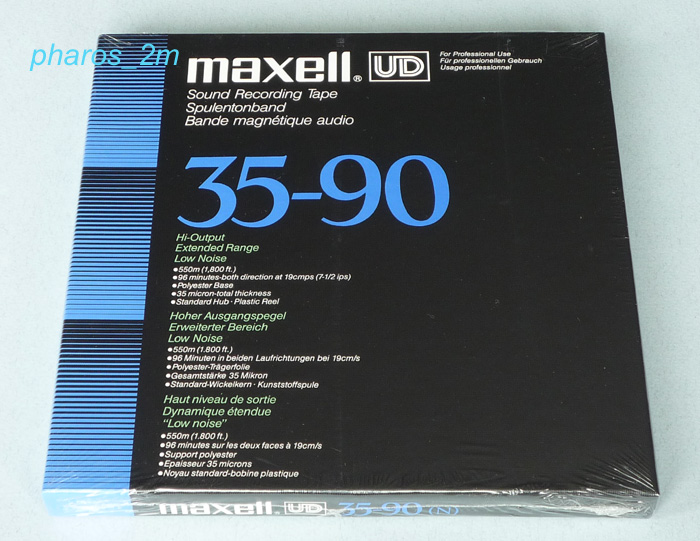 pharos_2m
maxell® UD
For Professional Use
Für professionellen Gebrauch
Usage professionnel
Sound Recording Tape
Spulentonband
Bande magnétique audio
35-90
Hi-Output
Extended Range
Low Noise
●550m (1,800 ft.)
●96 minutes-both direction at 19cmps (7-1/2 ips)
●Polyester Base
●35 micron-total thickness
●Standard Hub · Plastic Reel
Hoher Ausgangspegel
Erweiterter Bereich
Low Noise
●550m (1.800 ft.)
●96 Minuten in beiden Laufrichtungen bei 19cm/s
●Polyester-Trägerfolie
●Gesamtstärke 35 Mikron
●Standard-Wickelkern · Kunststoffspule
Haut niveau de sortie
Dynamique étendue
"Low noise"
●550m (1.800 ft.)
●96 minutes sur les deux faces à 19cm/s
●Support polyester
●Epaisseur 35 microns
●Noyau standard-bobine plastique
maxell UD 35-90 (N)